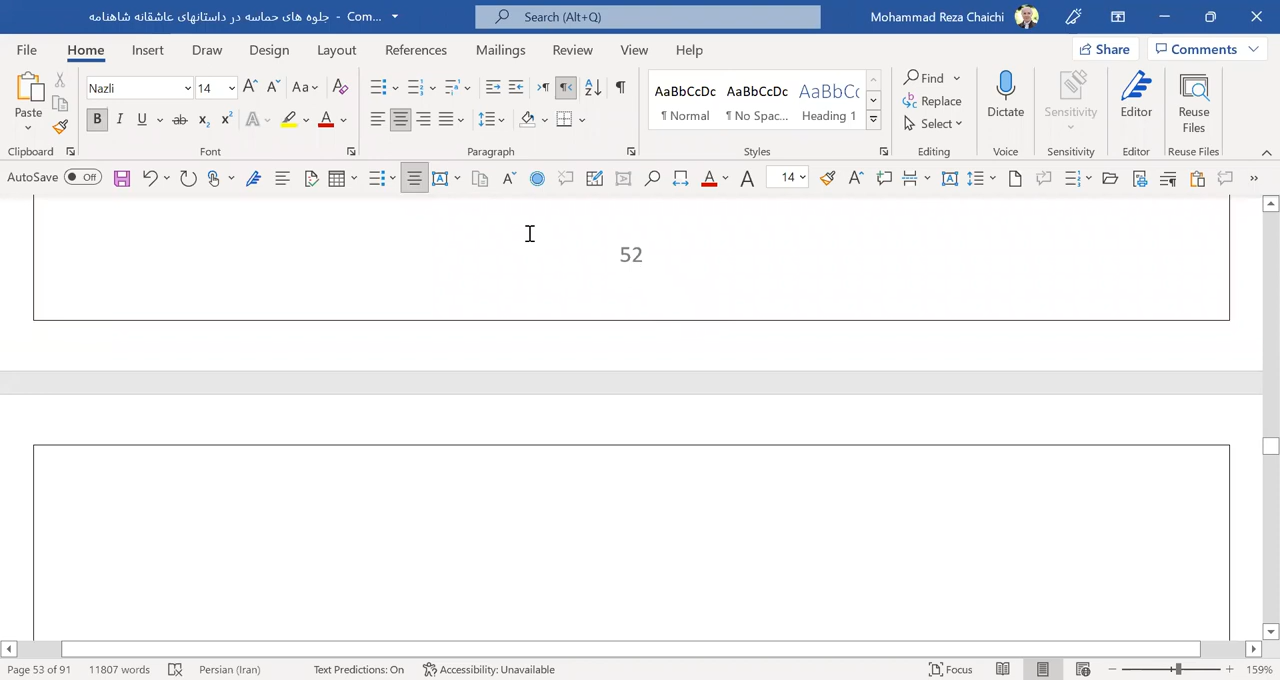 جلوه های حماسه در داستانهای عاشقانه شاهنامه - Com...
Search (Alt+Q)
Mohammad Reza Chaichi
File Home Insert Draw Design Layout References Mailings Review View Help
Share Comments
Paste
Nazli 14
Aa
AaBbCcDc AaBbCcDc AaBbCc
¶ Normal ¶ No Spac... Heading 1
Find
Replace
Select
Dictate
Sensitivity
Editor
Reuse Files
Clipboard Font Paragraph Styles Editing Voice Sensitivity Editor Reuse Files
AutoSave Off
14
52
Page 53 of 91 11807 words Persian (Iran) Text Predictions: On Accessibility: Unavailable Focus 159%